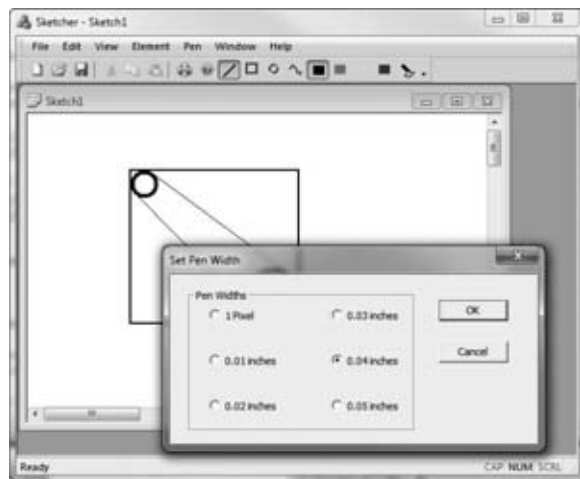 Sketcher - Sketch1
File Edit View Element Pen Window Help
Sketch1
Set Pen Width
Pen Widths
1 Pixel
0.03 inches
OK
0.01 inches
0.04 inches
Cancel
0.02 inches
0.05 inches
Ready
CAP NUM SCRL